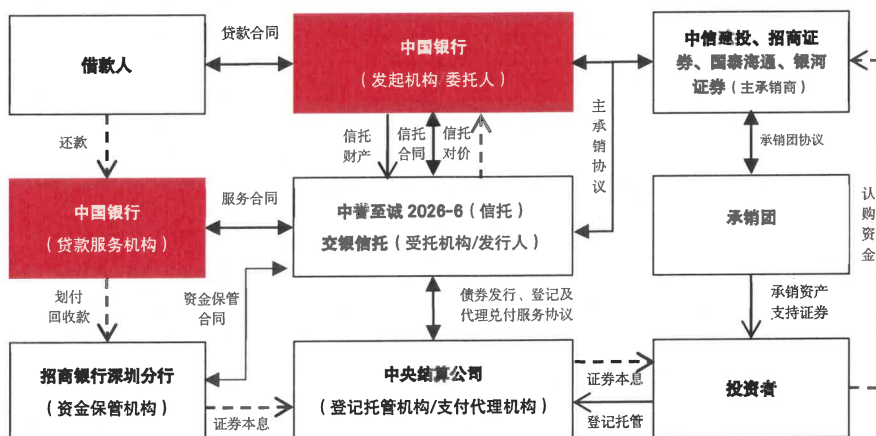 借款人
贷款合同
中国银行
（发起机构/委托人）
中信建投、招商证
券、国泰海通、银河
证券（主承销商）
还款
信托
财产
信托
合同
信托
对价
主承销协议
承销团协议
中国银行
（贷款服务机构）
服务合同
中誉至诚 2026-6（信托）
交银信托（受托机构/发行人）
承销团
认购资金
划付
回收款
资金保管
合同
债券发行、登记及
代理兑付服务协议
承销资产
支持证券
招商银行深圳分行
（资金保管机构）
证券本息
中央结算公司
（登记托管机构/支付代理机构）
证券本息
登记托管
投资者